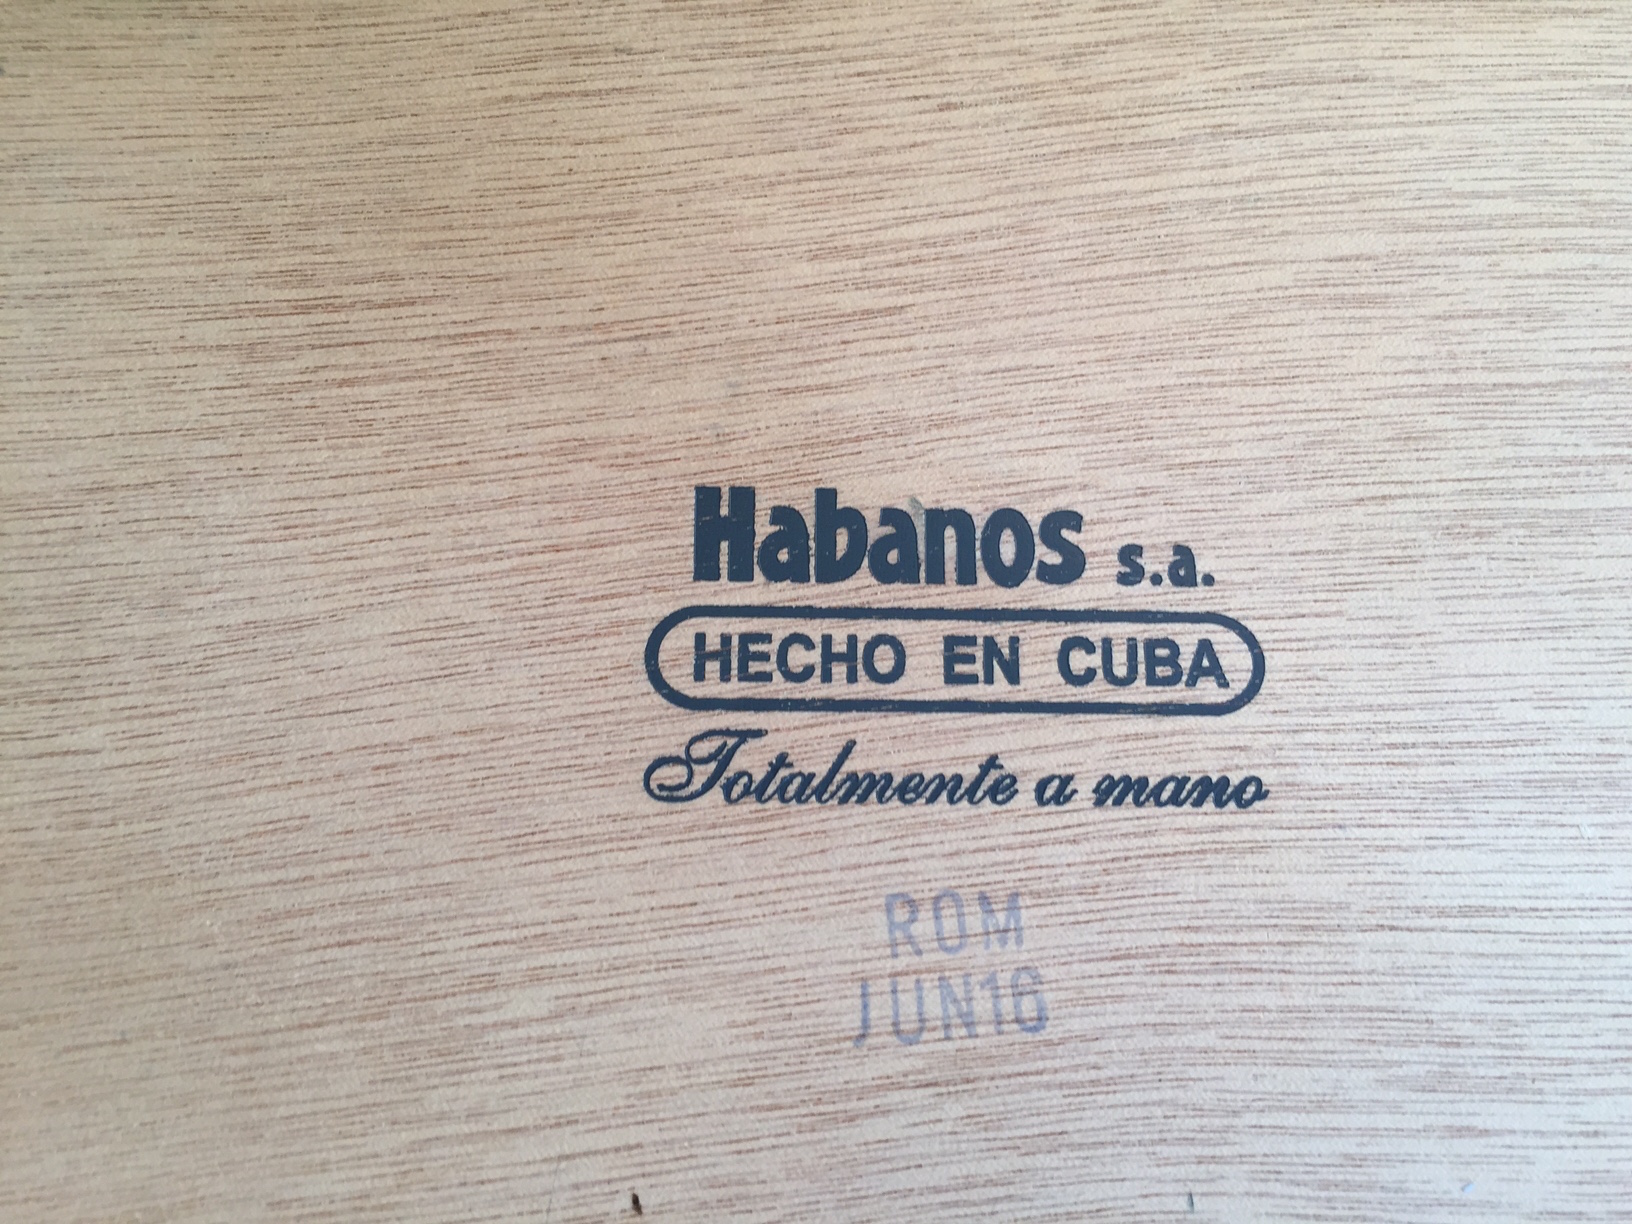 Habanos s.a.
HECHO EN CUBA
Totalmente a mano
ROM
JUN16